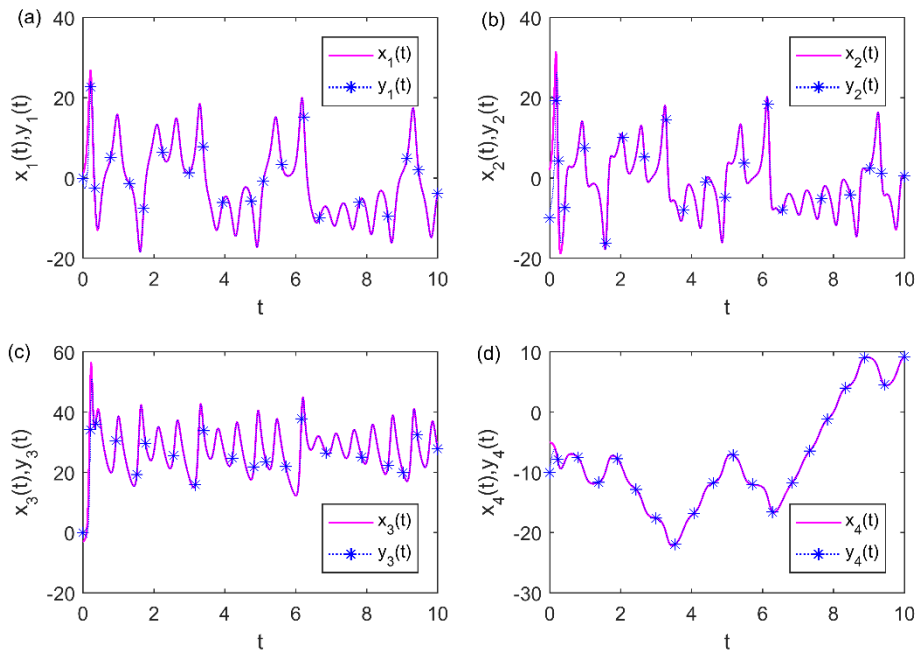 (a)
40
20
0
-20
x1(t),y1(t)
0 2 4 6 8 10
t
x1(t)
y1(t)
(b)
40
20
0
-20
x2(t),y2(t)
0 2 4 6 8 10
t
x2(t)
y2(t)
(c)
60
40
20
0
-20
x3(t),y3(t)
0 2 4 6 8 10
t
x3(t)
y3(t)
(d)
10
0
-10
-20
-30
x4(t),y4(t)
0 2 4 6 8 10
t
x4(t)
y4(t)